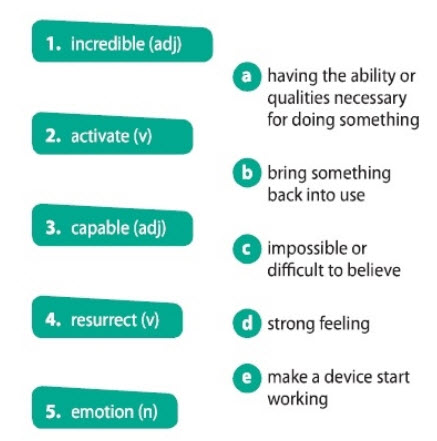 1. incredible (adj)
2. activate (v)
3. capable (adj)
4. resurrect (v)
5. emotion (n)
a having the ability or
qualities necessary
for doing something
b bring something
back into use
c impossible or
difficult to believe
d strong feeling
e make a device start
working